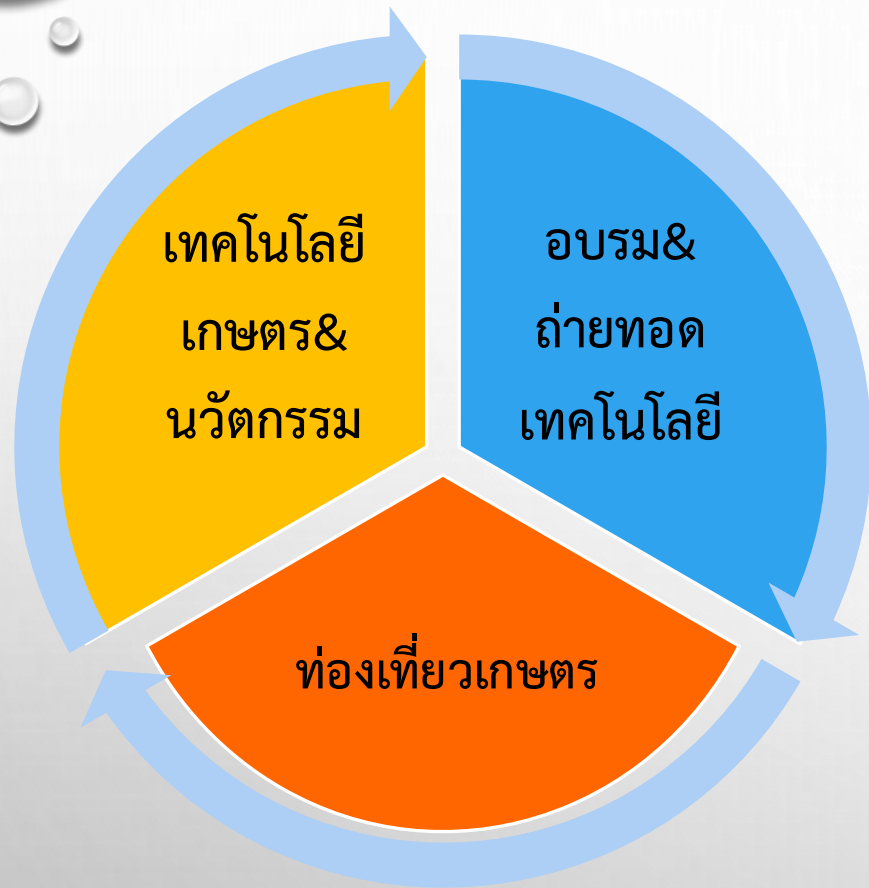 เทคโนโลยี
เกษตร&
นวัตกรรม
อบรม&
ถ่ายทอด
เทคโนโลยี
ท่องเที่ยวเกษตร